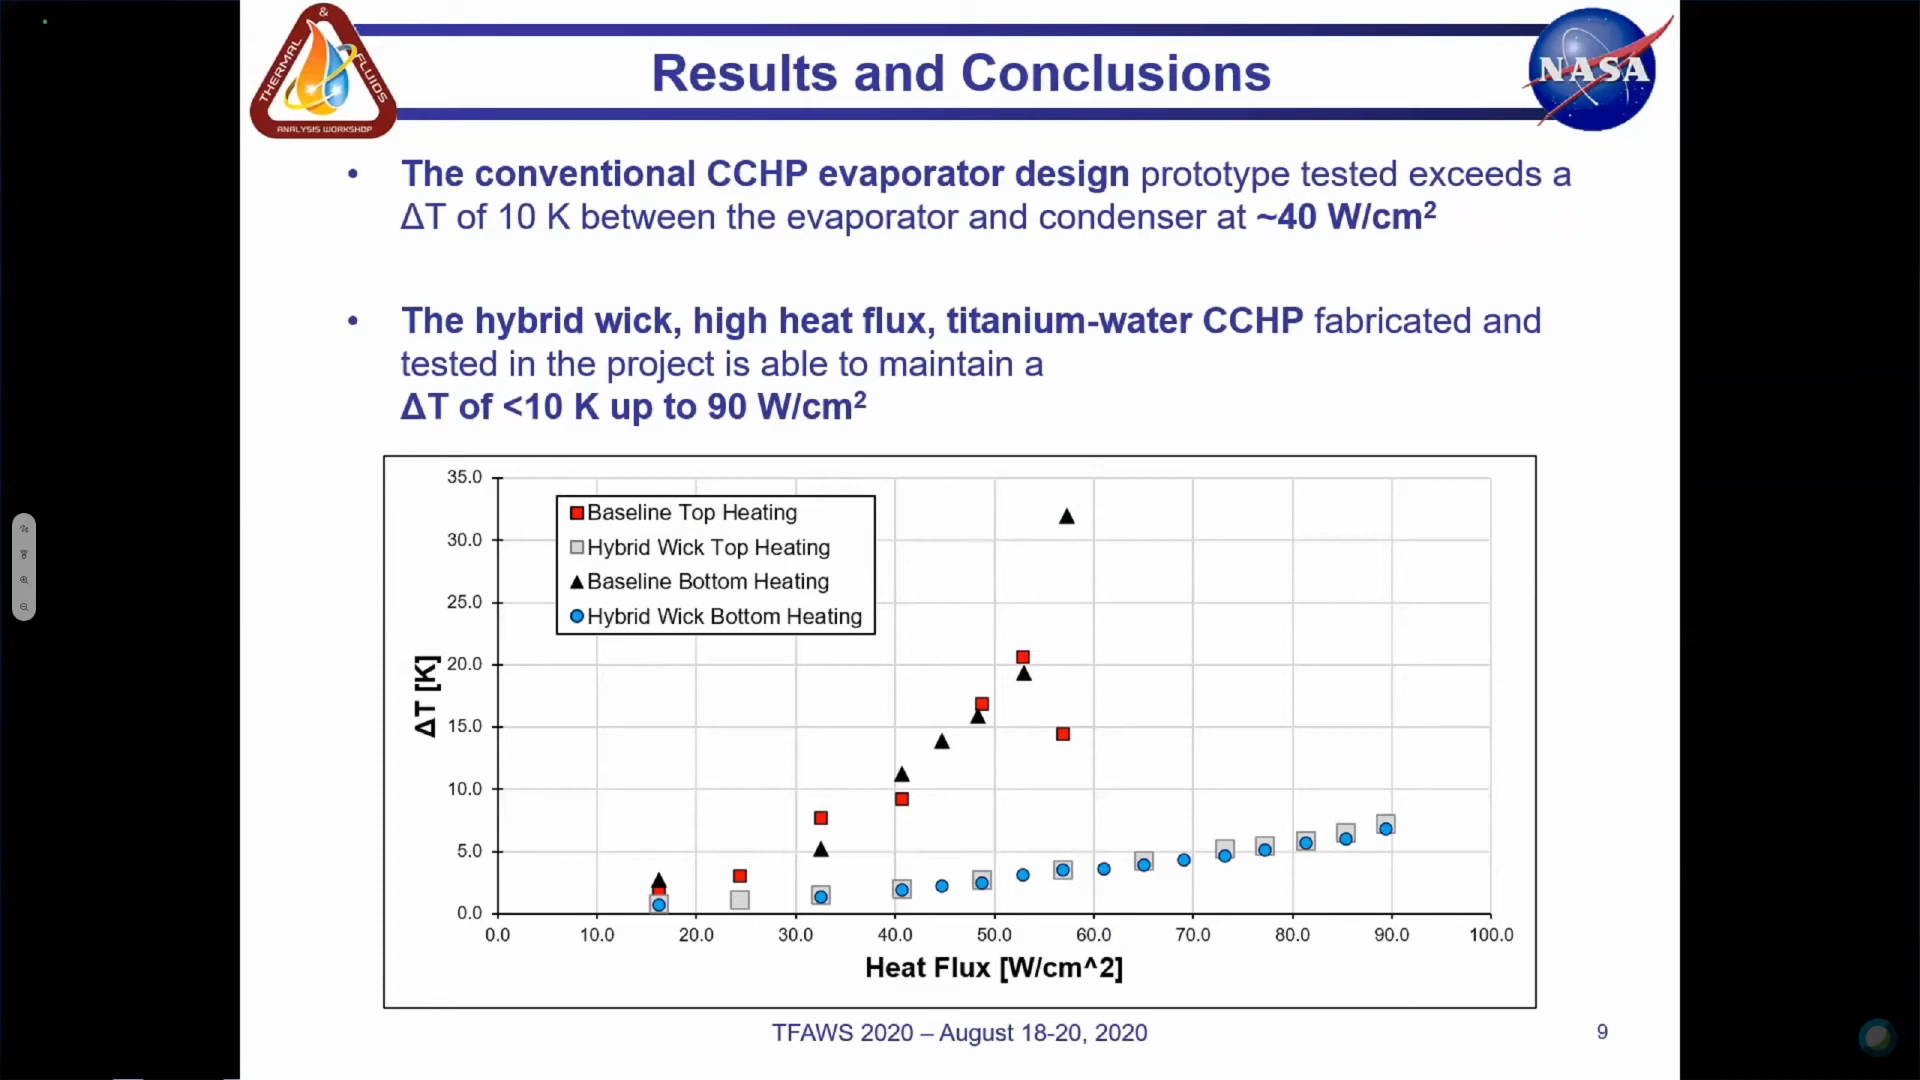 THERMAL & FLUIDS
ANALYSIS WORKSHOP
Results and Conclusions
NASA
• The conventional CCHP evaporator design prototype tested exceeds a
ΔT of 10 K between the evaporator and condenser at ~40 W/cm²
• The hybrid wick, high heat flux, titanium-water CCHP fabricated and
tested in the project is able to maintain a
ΔT of <10 K up to 90 W/cm²
35.0
30.0
25.0
20.0
15.0
10.0
5.0
0.0
ΔT [K]
Baseline Top Heating
Hybrid Wick Top Heating
Baseline Bottom Heating
Hybrid Wick Bottom Heating
0.0 10.0 20.0 30.0 40.0 50.0 60.0 70.0 80.0 90.0 100.0
Heat Flux [W/cm^2]
TFAWS 2020 – August 18-20, 2020
9